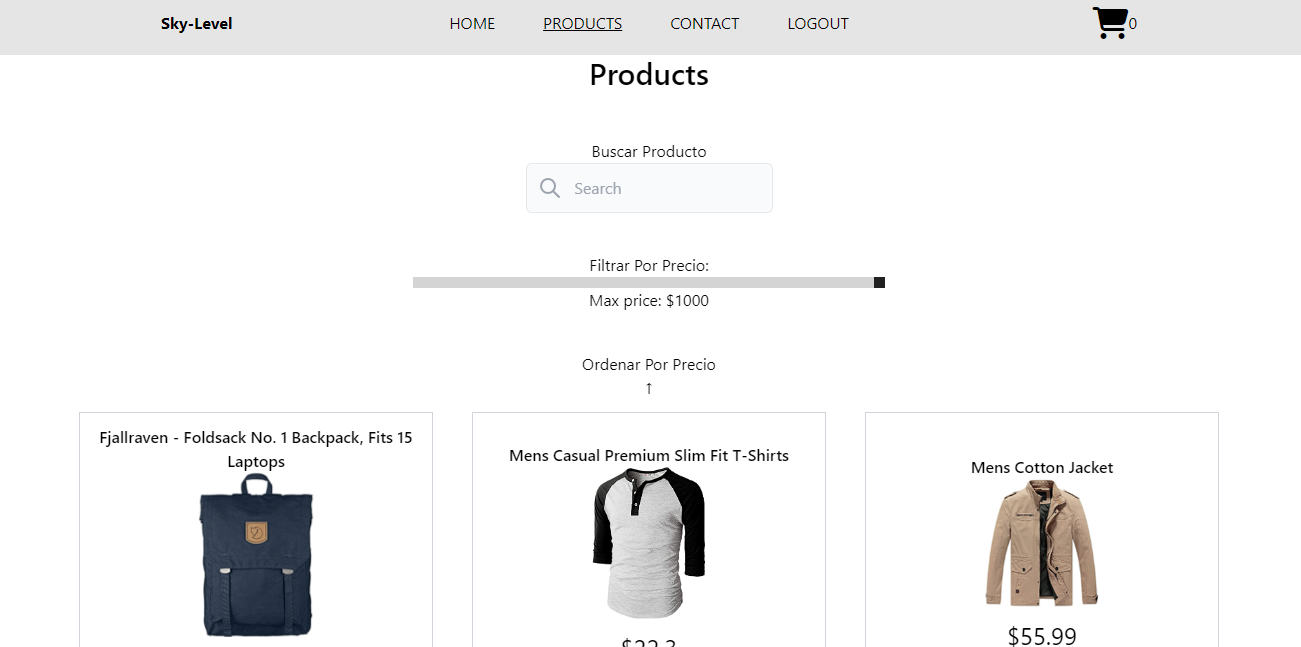 Sky-Level
HOME
PRODUCTS
CONTACT
LOGOUT
0
Products
Buscar Producto
Search
Filtrar Por Precio:
Max price: $1000
Ordenar Por Precio
↑
Fjallraven - Foldsack No. 1 Backpack, Fits 15
Laptops
Mens Casual Premium Slim Fit T-Shirts
$22.3
Mens Cotton Jacket
$55.99